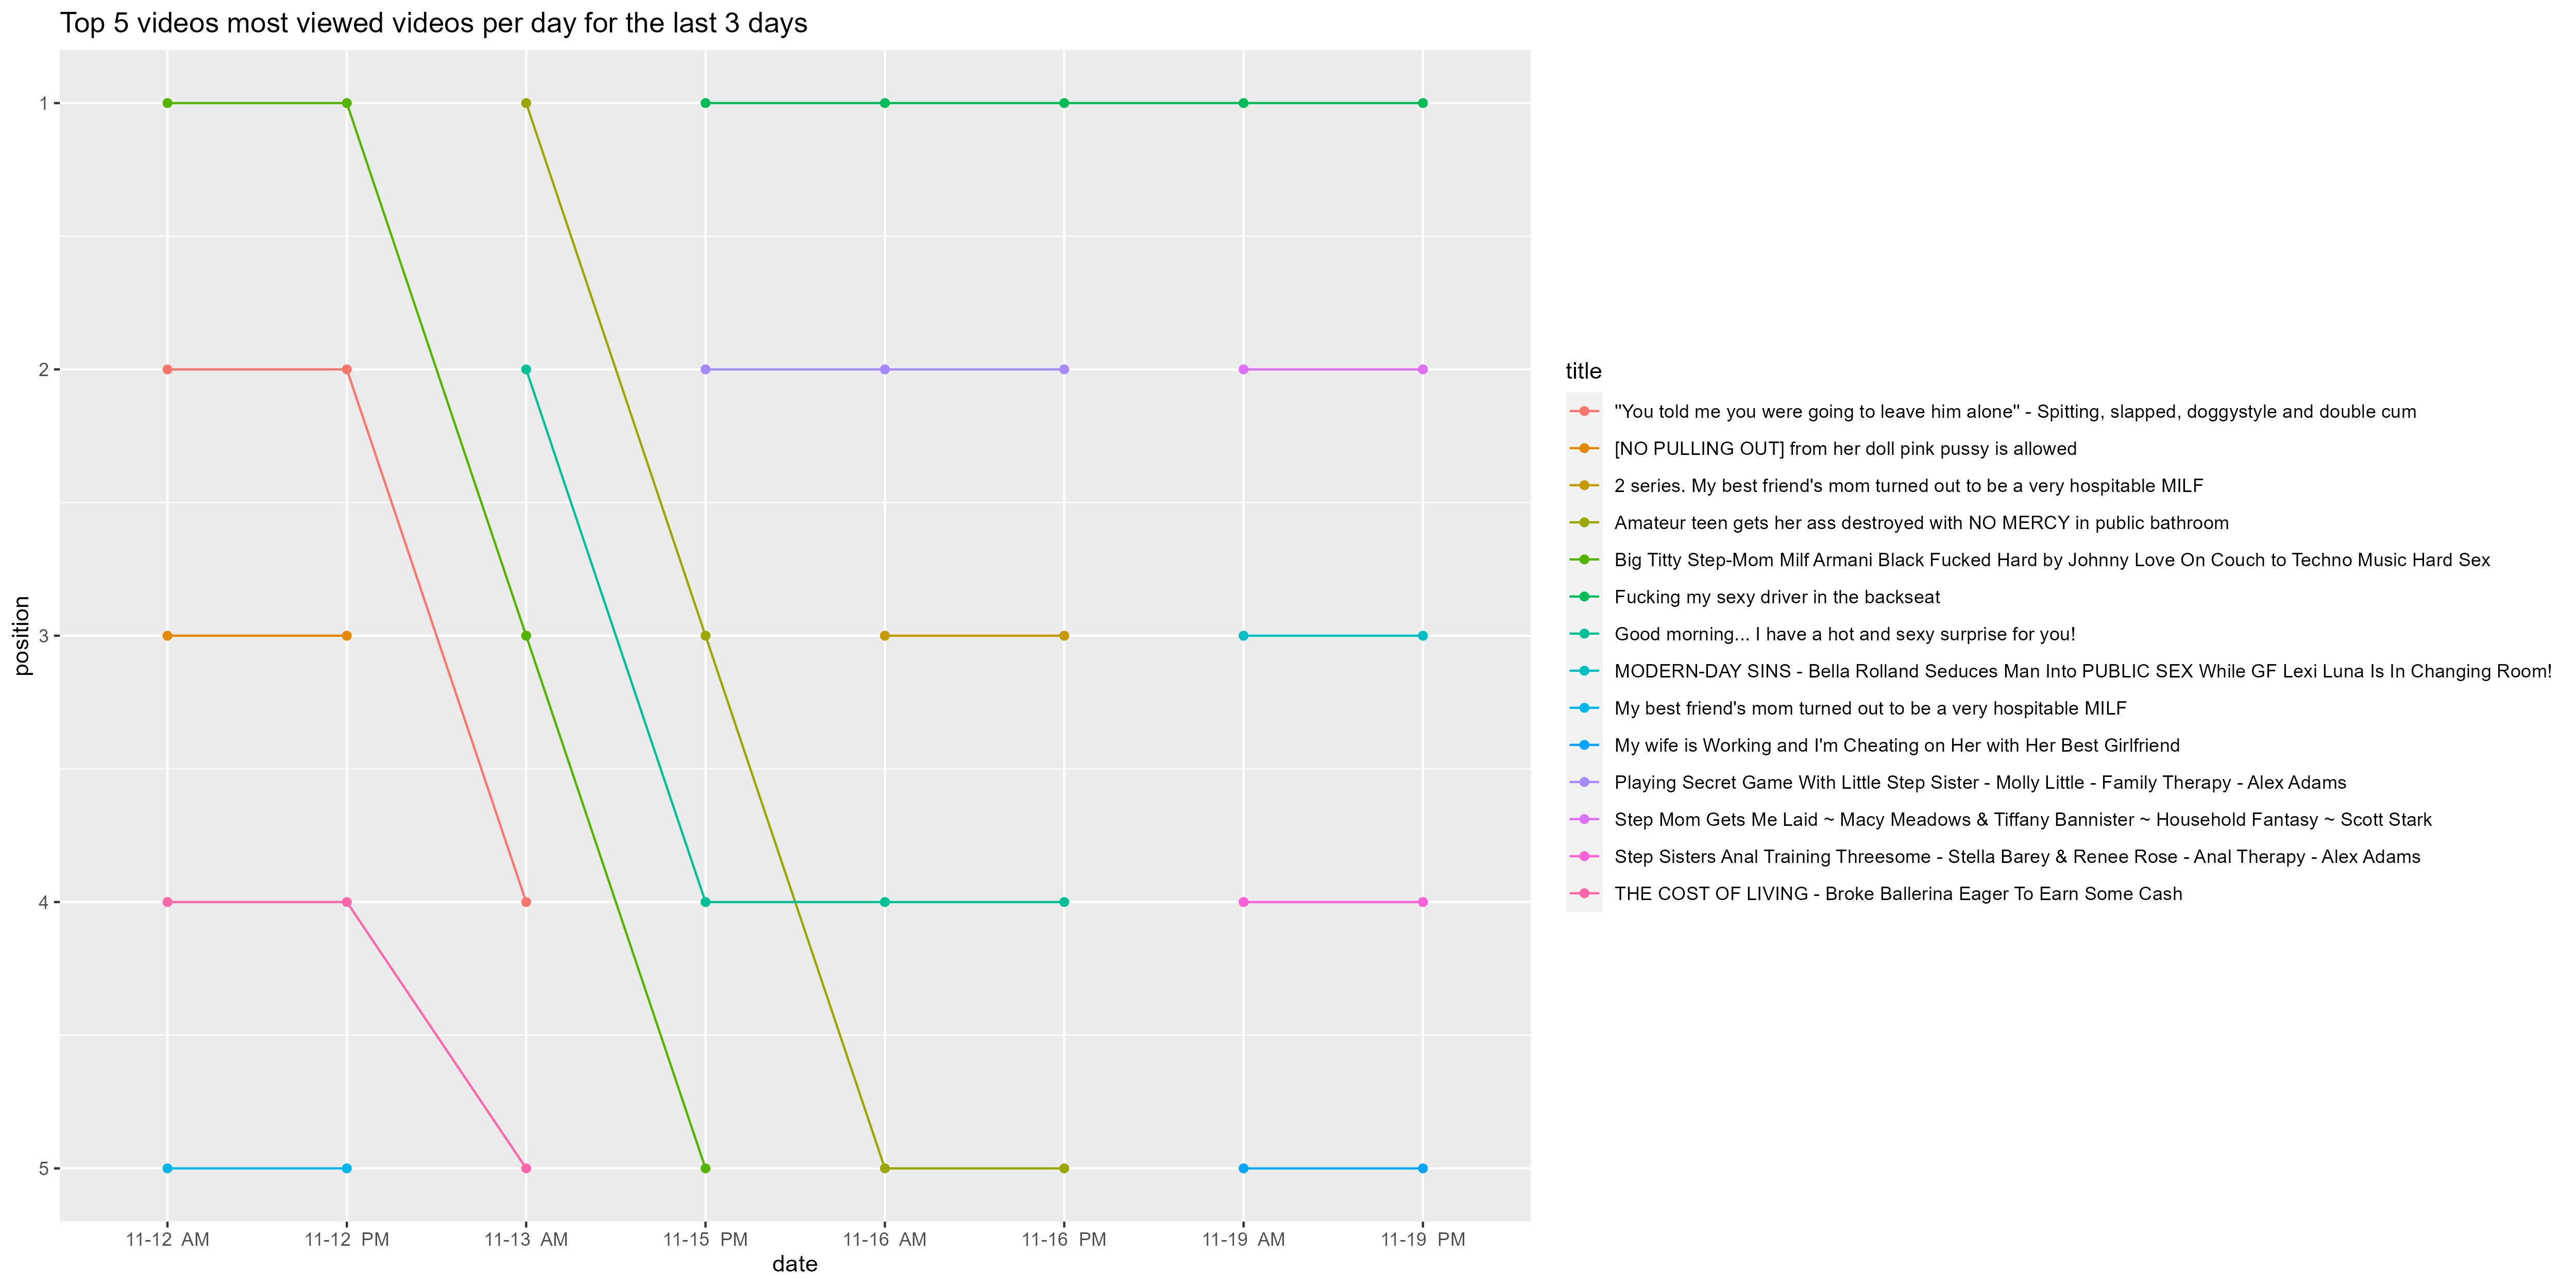 Top 5 videos most viewed videos per day for the last 3 days
position
1
2
3
4
5
11-12 AM
11-12 PM
11-13 AM
11-15 PM
11-16 AM
11-16 PM
11-19 AM
11-19 PM
date
title
"You told me you were going to leave him alone" - Spitting, slapped, doggystyle and double cum
[NO PULLING OUT] from her doll pink pussy is allowed
2 series. My best friend's mom turned out to be a very hospitable MILF
Amateur teen gets her ass destroyed with NO MERCY in public bathroom
Big Titty Step-Mom Milf Armani Black Fucked Hard by Johnny Love On Couch to Techno Music Hard Sex
Fucking my sexy driver in the backseat
Good morning... I have a hot and sexy surprise for you!
MODERN-DAY SINS - Bella Rolland Seduces Man Into PUBLIC SEX While GF Lexi Luna Is In Changing Room!
My best friend's mom turned out to be a very hospitable MILF
My wife is Working and I'm Cheating on Her with Her Best Girlfriend
Playing Secret Game With Little Step Sister - Molly Little - Family Therapy - Alex Adams
Step Mom Gets Me Laid ~ Macy Meadows & Tiffany Bannister ~ Household Fantasy ~ Scott Stark
Step Sisters Anal Training Threesome - Stella Barey & Renee Rose - Anal Therapy - Alex Adams
THE COST OF LIVING - Broke Ballerina Eager To Earn Some Cash